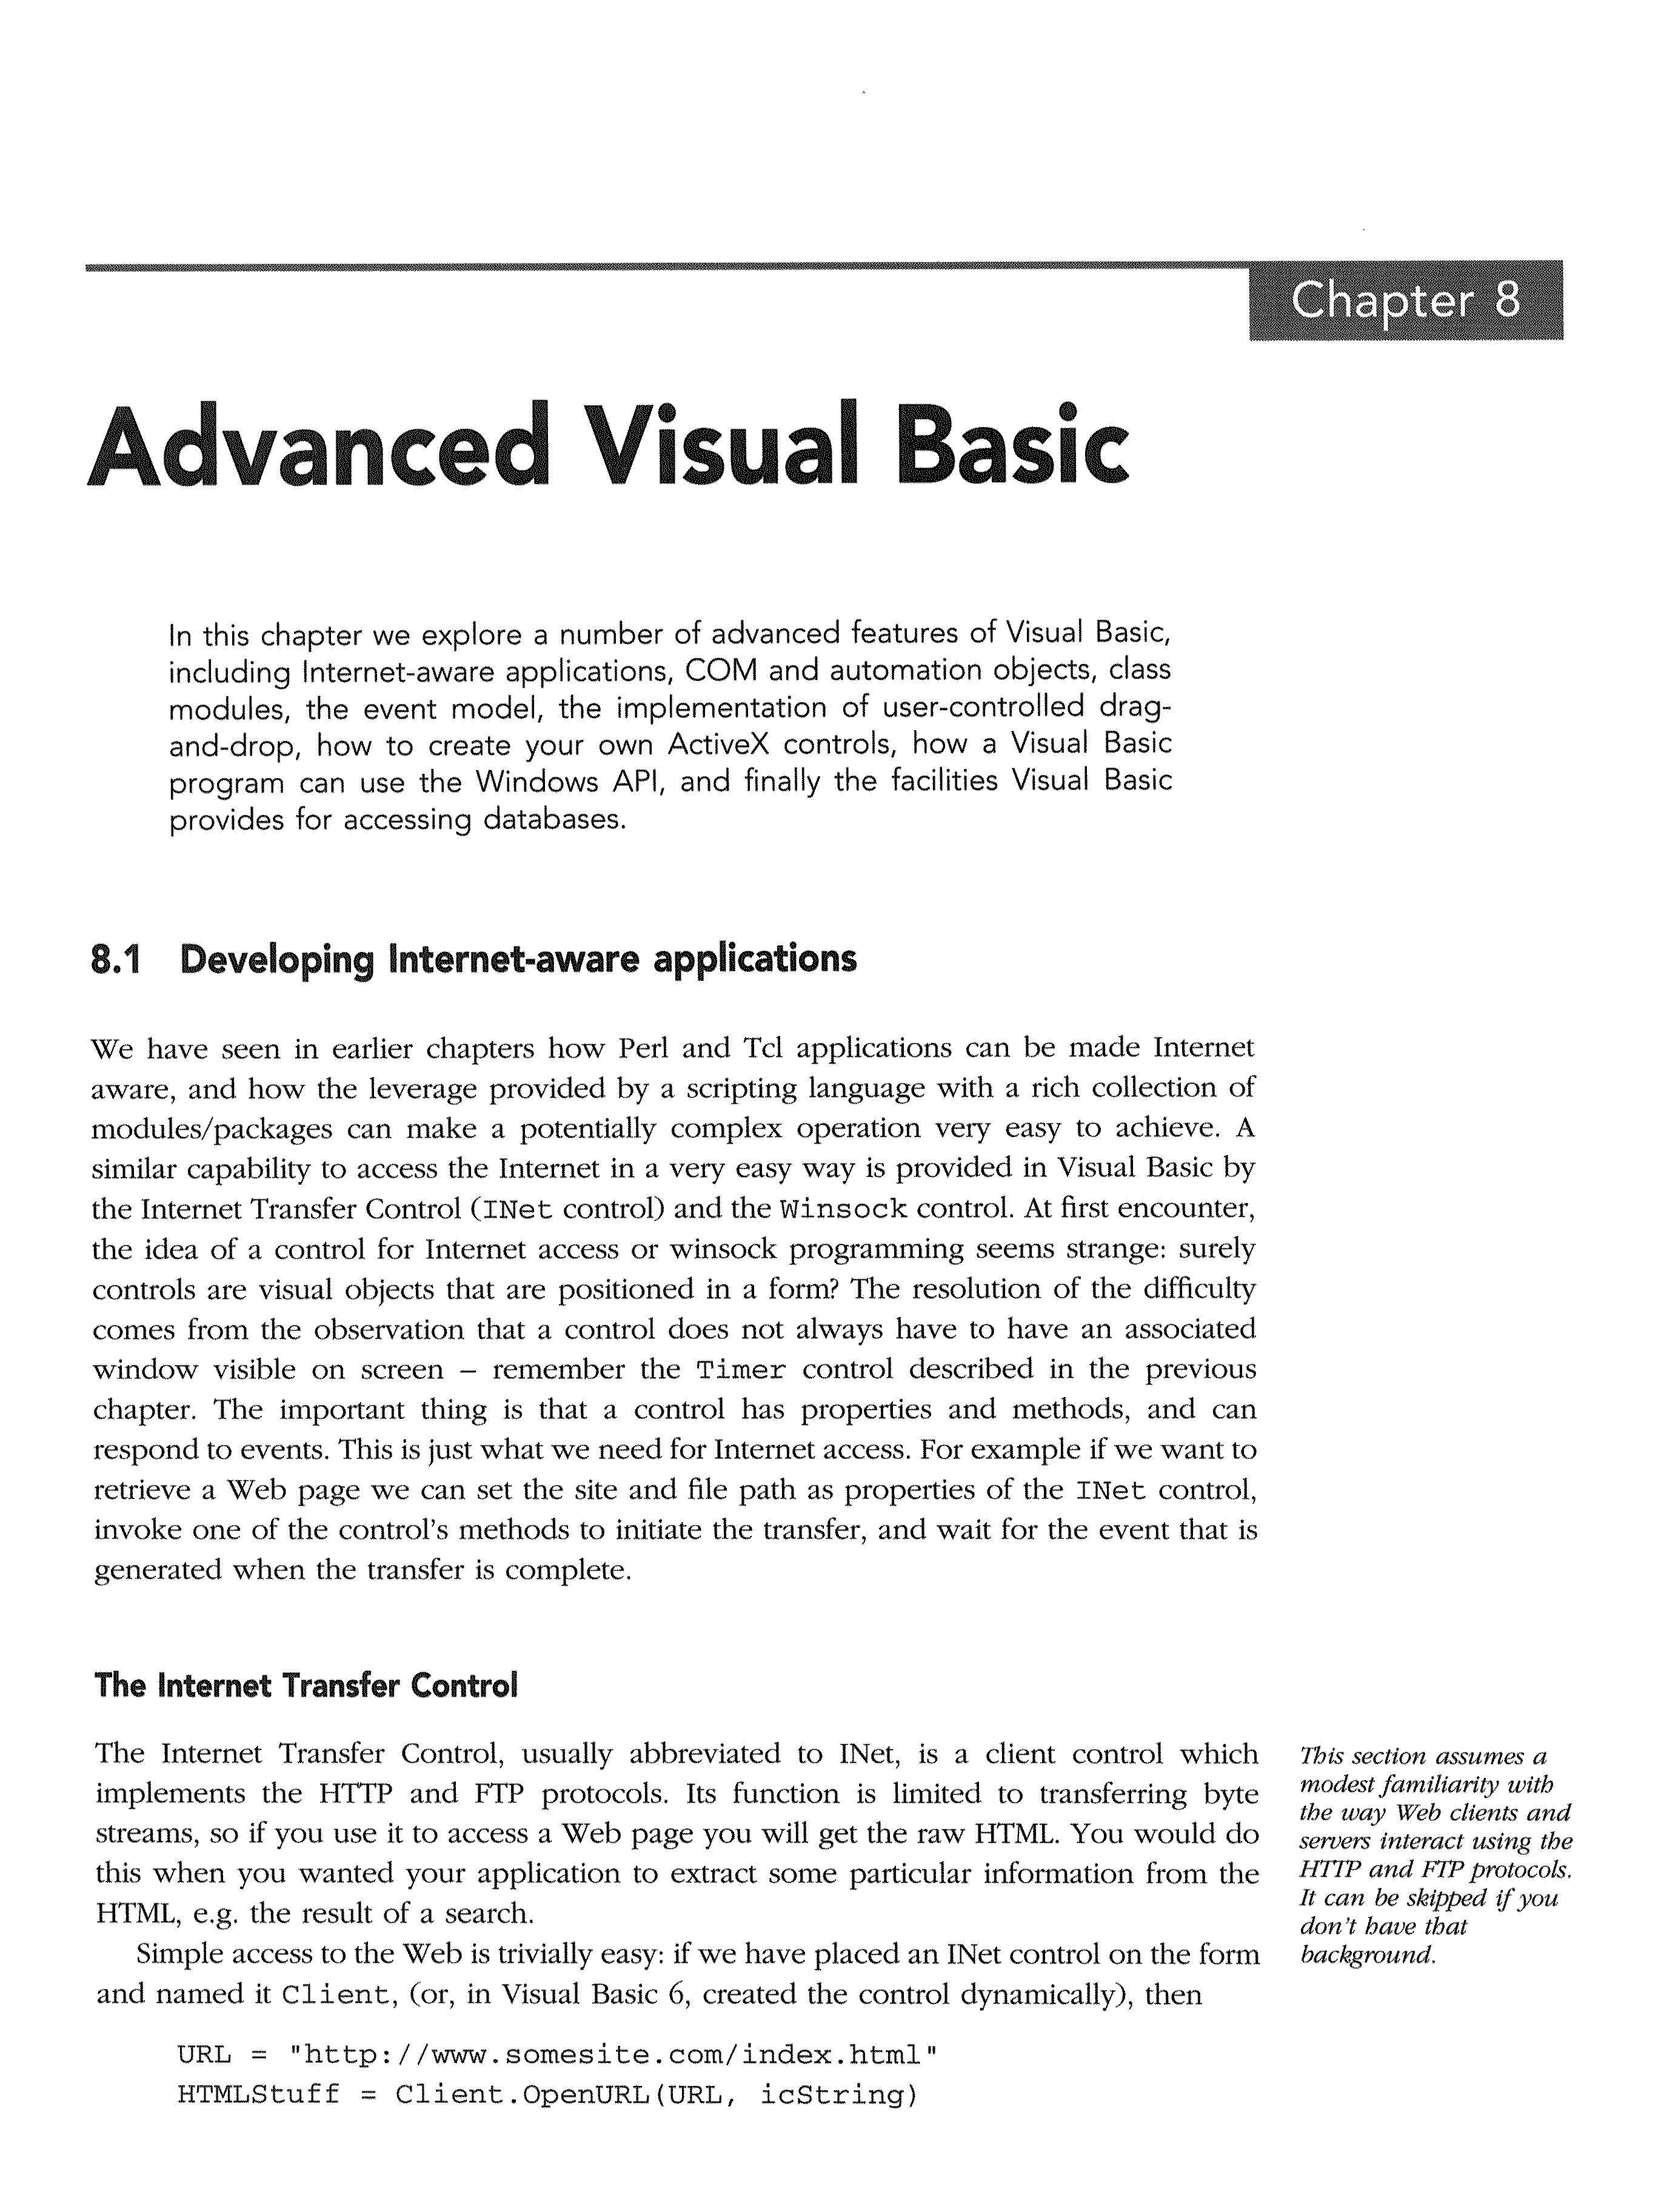 Chapter 8
Advanced Visual Basic
In this chapter we explore a number of advanced features of Visual Basic,
including Internet-aware applications, COM and automation objects, class
modules, the event model, the implementation of user-controlled drag-
and-drop, how to create your own ActiveX controls, how a Visual Basic
program can use the Windows API, and finally the facilities Visual Basic
provides for accessing databases.
8.1 Developing Internet-aware applications
We have seen in earlier chapters how Perl and Tcl applications can be made Internet
aware, and how the leverage provided by a scripting language with a rich collection of
modules/packages can make a potentially complex operation very easy to achieve. A
similar capability to access the Internet in a very easy way is provided in Visual Basic by
the Internet Transfer Control (INet control) and the Winsock control. At first encounter,
the idea of a control for Internet access or winsock programming seems strange: surely
controls are visual objects that are positioned in a form? The resolution of the difficulty
comes from the observation that a control does not always have to have an associated
window visible on screen – remember the Timer control described in the previous
chapter. The important thing is that a control has properties and methods, and can
respond to events. This is just what we need for Internet access. For example if we want to
retrieve a Web page we can set the site and file path as properties of the INet control,
invoke one of the control's methods to initiate the transfer, and wait for the event that is
generated when the transfer is complete.
The Internet Transfer Control
The Internet Transfer Control, usually abbreviated to INet, is a client control which
implements the HTTP and FTP protocols. Its function is limited to transferring byte
streams, so if you use it to access a Web page you will get the raw HTML. You would do
this when you wanted your application to extract some particular information from the
HTML, e.g. the result of a search.
Simple access to the Web is trivially easy: if we have placed an INet control on the form
and named it Client, (or, in Visual Basic 6, created the control dynamically), then
URL = "http://www.somesite.com/index.html"
HTMLStuff = Client.OpenURL(URL, icString)
This section assumes a
modest familiarity with
the way Web clients and
servers interact using the
HTTP and FTP protocols.
It can be skipped if you
don't have that
background.